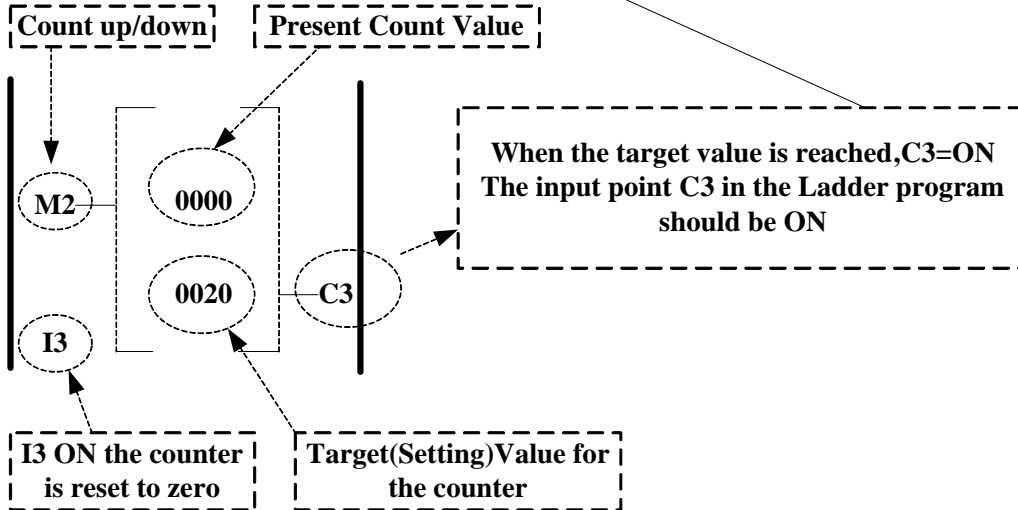 Count up/down
Present Count Value
When the target value is reached,C3=ON
The input point C3 in the Ladder program
should be ON
M2
0000
0020
C3
I3
I3 ON the counter
is reset to zero
Target(Setting)Value for
the counter